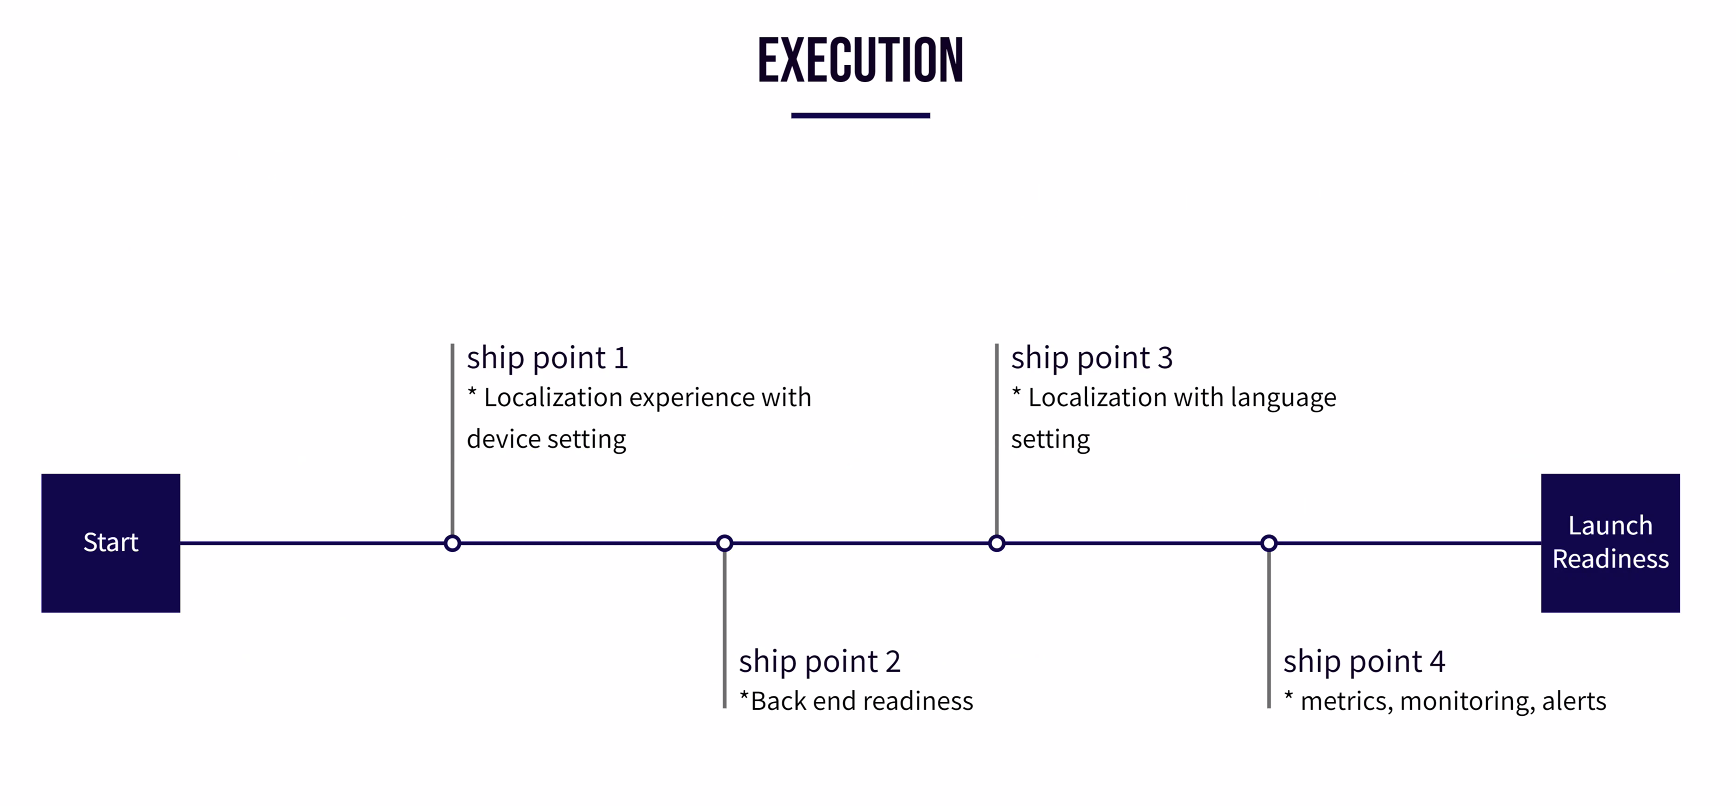 EXECUTION
ship point 1
* Localization experience with
device setting
ship point 3
* Localization with language
setting
Start
Launch
Readiness
ship point 2
*Back end readiness
ship point 4
* metrics, monitoring, alerts